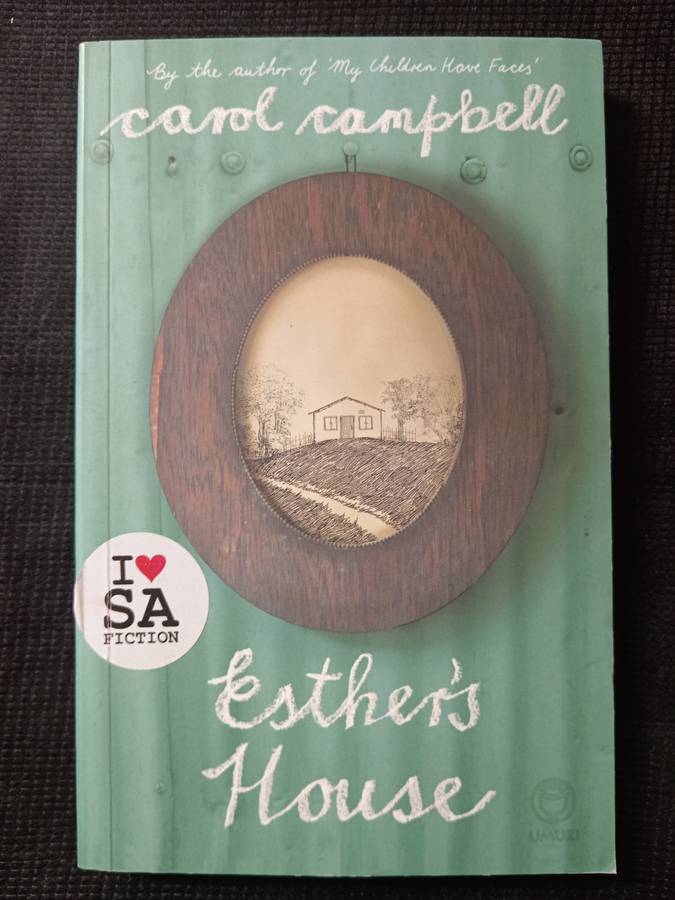 By the author of 'My Children Have Faces'
carol campbell
I ♥
SA
FICTION
Esther's
House
UMUZI